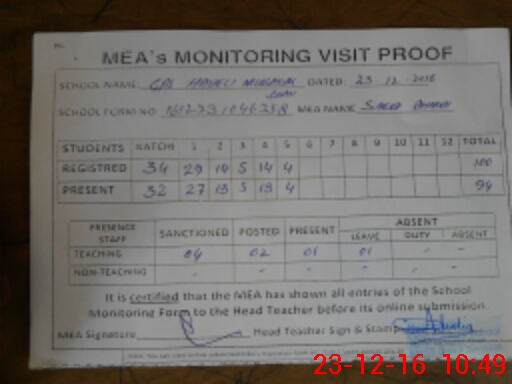 MEA's MONITORING VISIT PROOF
SCHOOL NAME GPS DATED: 23-12-2016
SCHOOL FORM NO MEA NAME
STUDENTS KATCHI 1 2 3 4 5 6 7 8 9 10 11 12 TOTAL
REGISTRED 34 29 14 5 14 4 100
PRESENT 32 27 13 5 13 4 94
PRESENCE STAFF SANCTIONED POSTED PRESENT ABSENT
LEAVE DUTY ABSENT
TEACHING 04 02 01 01 - -
NON-TEACHING - - - - - -
It is certified that the MEA has shown all entries of the School
Monitoring Form to the Head Teacher before its online submission.
MEA Signature Head Teacher Sign & Stamp
23-12-16 10:49